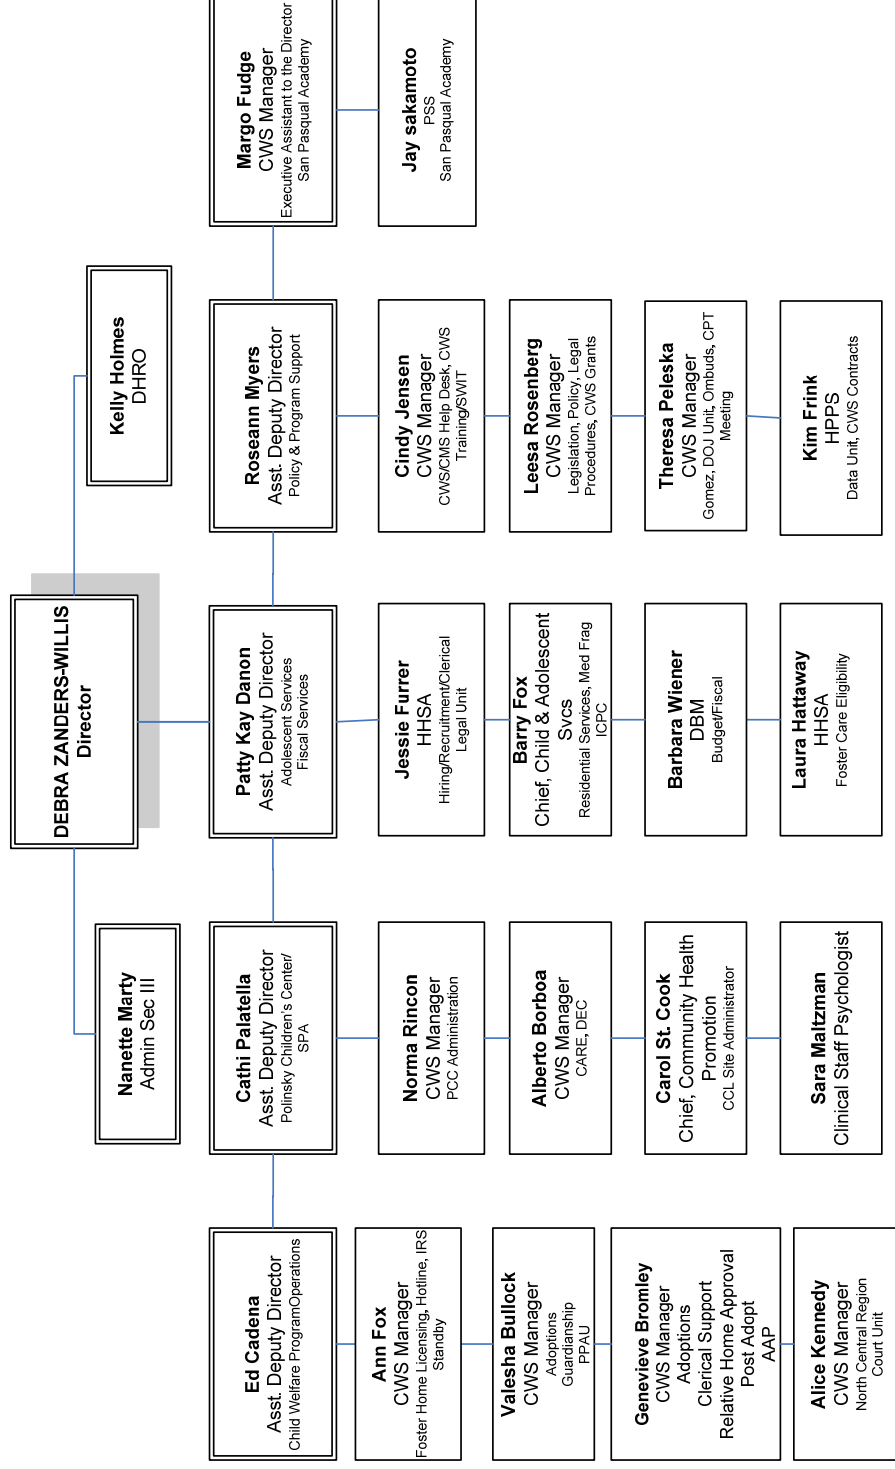 DEBRA ZANDERS-WILLIS
Director
Nanette Marty
Admin Sec III
Kelly Holmes
DHRO
Ed Cadena
Asst. Deputy Director
Child Welfare ProgramOperations
Ann Fox
CWS Manager
Foster Home Licensing, Hotline, IRS
Standby
Valesha Bullock
CWS Manager
Adoptions
Guardianship
PPAU
Genevieve Bromley
CWS Manager
Adoptions
Clerical Support
Relative Home Approval
Post Adopt
AAP
Alice Kennedy
CWS Manager
North Central Region
Court Unit
Cathi Palatella
Asst. Deputy Director
Polinsky Children's Center/
SPA
Norma Rincon
CWS Manager
PCC Administration
Alberto Borboa
CWS Manager
CARE, DEC
Carol St. Cook
Chief, Community Health
Promotion
CCL Site Administrator
Sara Maltzman
Clinical Staff Psychologist
Patty Kay Danon
Asst. Deputy Director
Adolescent Services
Fiscal Services
Jessie Furrer
HHSA
Hiring/Recruitment/Clerical
Legal Unit
Barry Fox
Chief, Child & Adolescent
Svcs
Residential Services, Med Frag
ICPC
Barbara Wiener
DBM
Budget/Fiscal
Laura Hattaway
HHSA
Foster Care Eligibility
Roseann Myers
Asst. Deputy Director
Policy & Program Support
Cindy Jensen
CWS Manager
CWS/CMS Help Desk, CWS
Training/SWIT
Leesa Rosenberg
CWS Manager
Legislation, Policy, Legal
Procedures, CWS Grants
Theresa Peleska
CWS Manager
Gomez, DOJ Unit, Ombuds, CPT
Meeting
Kim Frink
HPPS
Data Unit, CWS Contracts
Margo Fudge
CWS Manager
Executive Assistant to the Director
San Pasqual Academy
Jay sakamoto
PSS
San Pasqual Academy